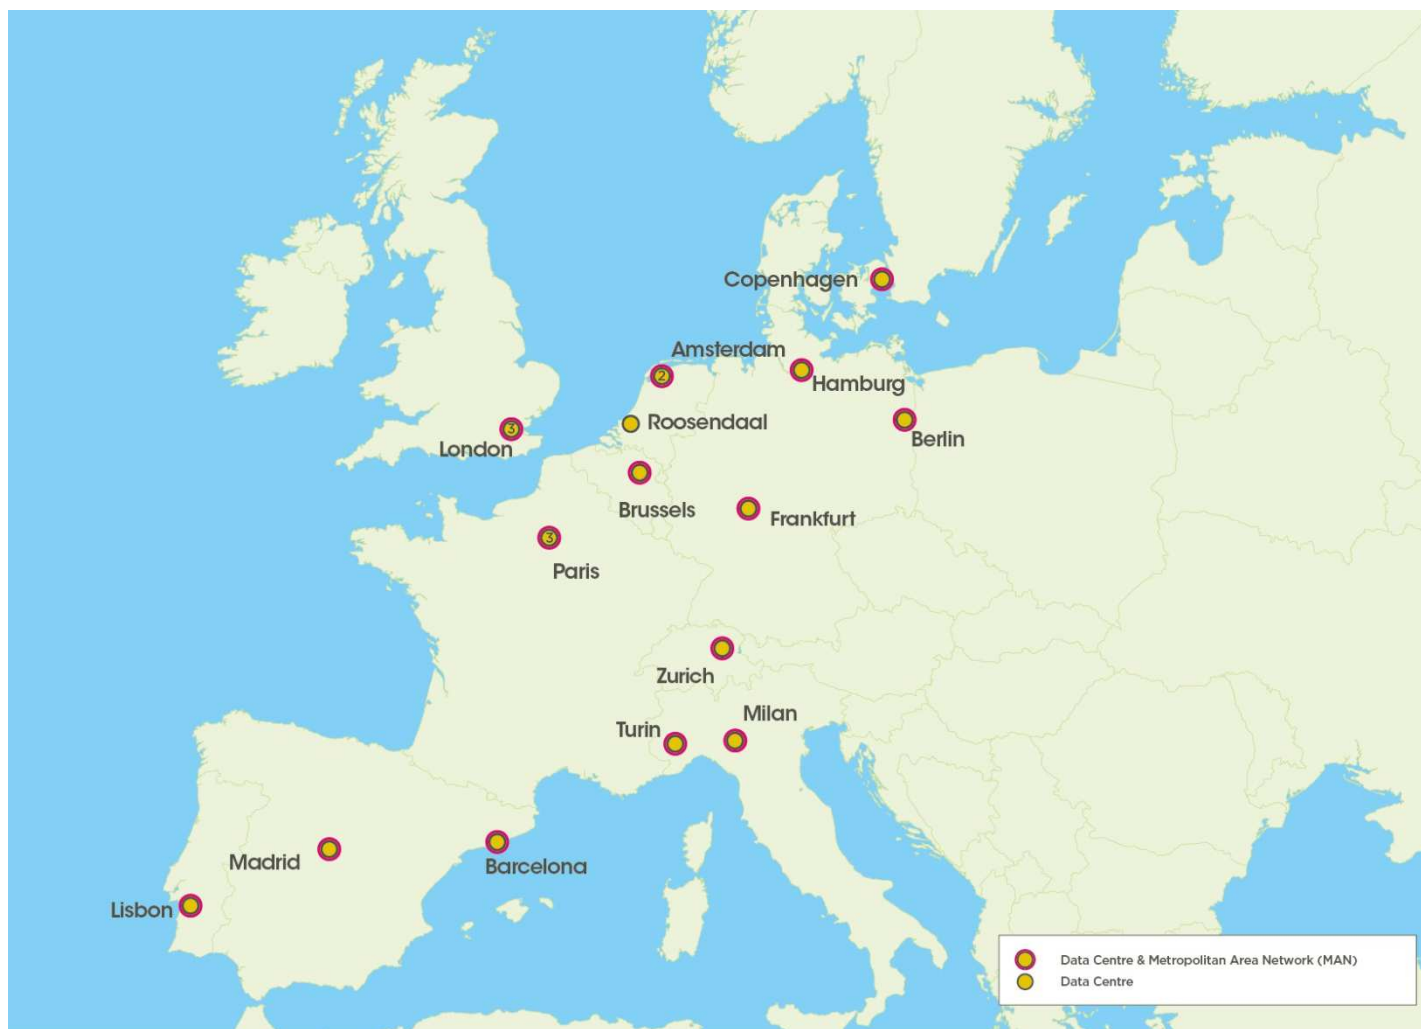 Copenhagen
Amsterdam
2
Hamburg
Roosendaal
3
London
Berlin
Brussels
Frankfurt
3
Paris
Zurich
Milan
Turin
Madrid
Barcelona
Lisbon
Data Centre & Metropolitan Area Network (MAN)
Data Centre